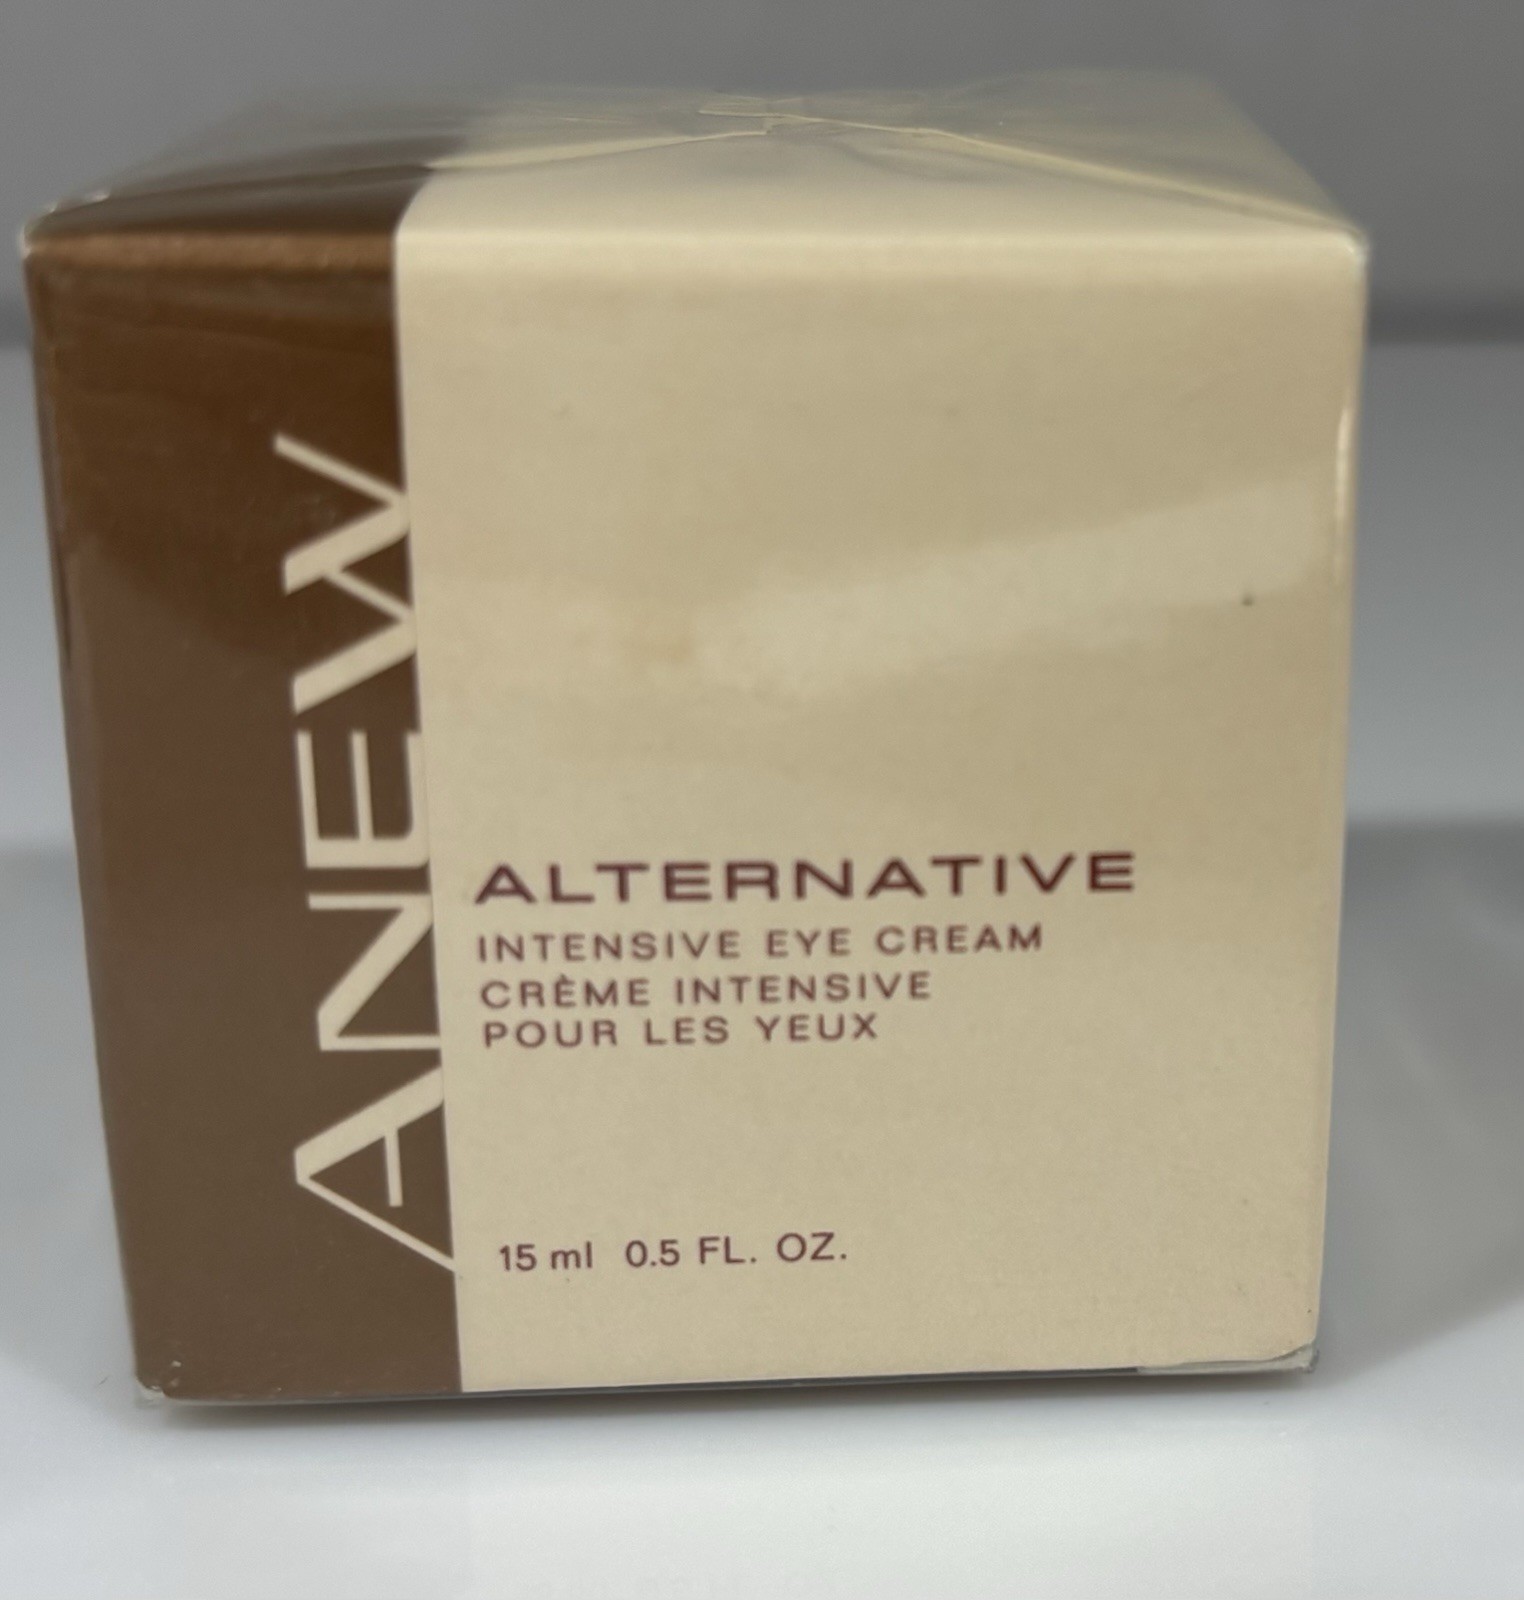 ANEW
ALTERNATIVE
INTENSIVE EYE CREAM
CRÈME INTENSIVE
POUR LES YEUX
15 ml 0.5 FL. OZ.